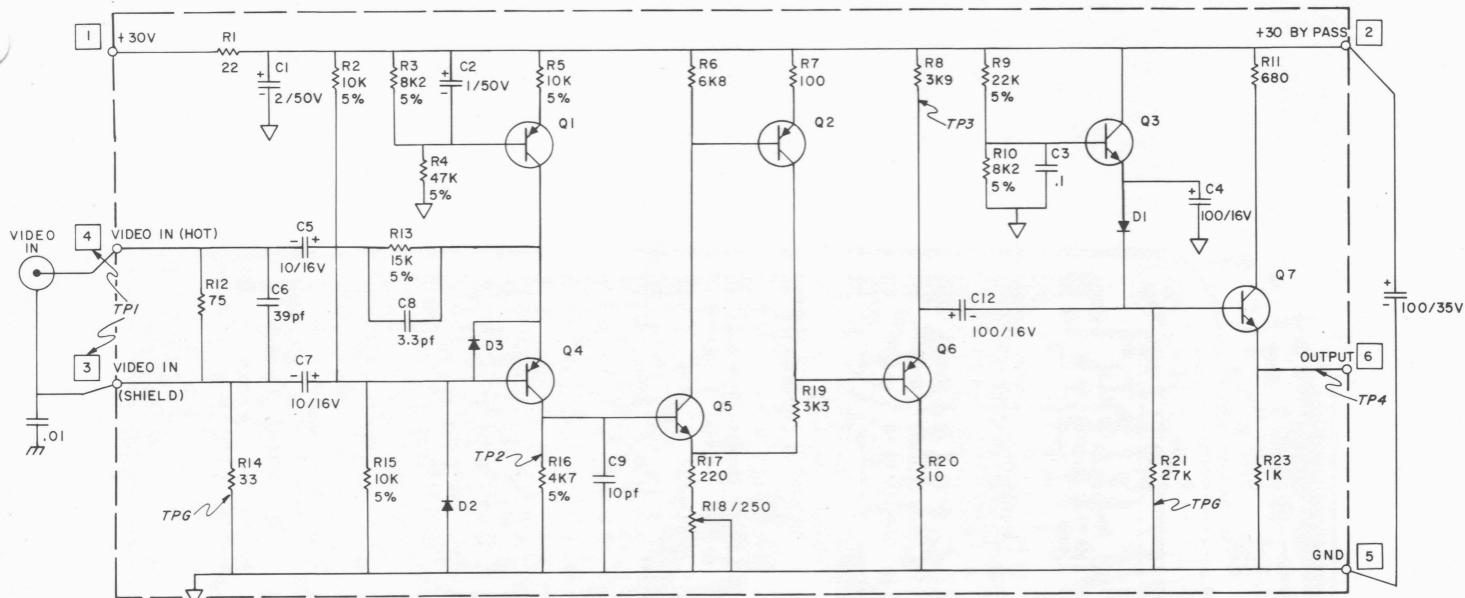 1
+30V
R1
22
+
C1
-
2/50V
R2
10K
5%
R3
8K2
5%
+
C2
1/50V
-
R5
10K
5%
Q1
R4
47K
5%
R6
6K8
R7
100
Q2
R8
3K9
TP3
R9
22K
5%
R10
8K2
5%
C3
.1
Q3
D1
+
C4
100/16V
-
+30 BY PASS
2
R11
680
VIDEO
IN
4
VIDEO IN (HOT)
TP1
3
VIDEO IN
(SHIELD)
.01
R12
75
C6
39pf
C5
- +
10/16V
R13
15K
5%
C8
3.3pf
D3
C7
- +
10/16V
Q4
R14
33
TPG
R15
10K
5%
D2
TP2
R16
4K7
5%
C9
10pf
Q5
R17
220
R18/250
R19
3K3
Q6
R20
10
C12
+ -
100/16V
Q7
R21
27K
TPG
R23
1K
OUTPUT
6
TP4
+
100/35V
-
GND
5